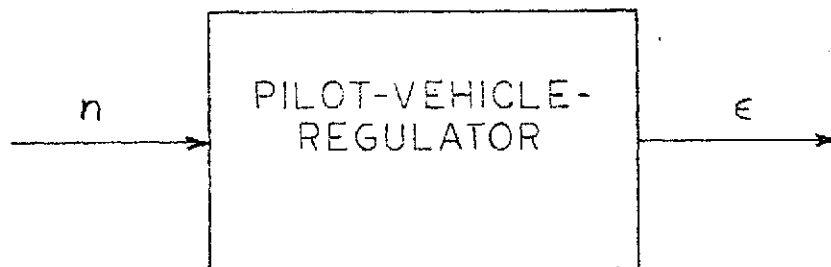 n
PILOT-VEHICLE-
REGULATOR
ϵ